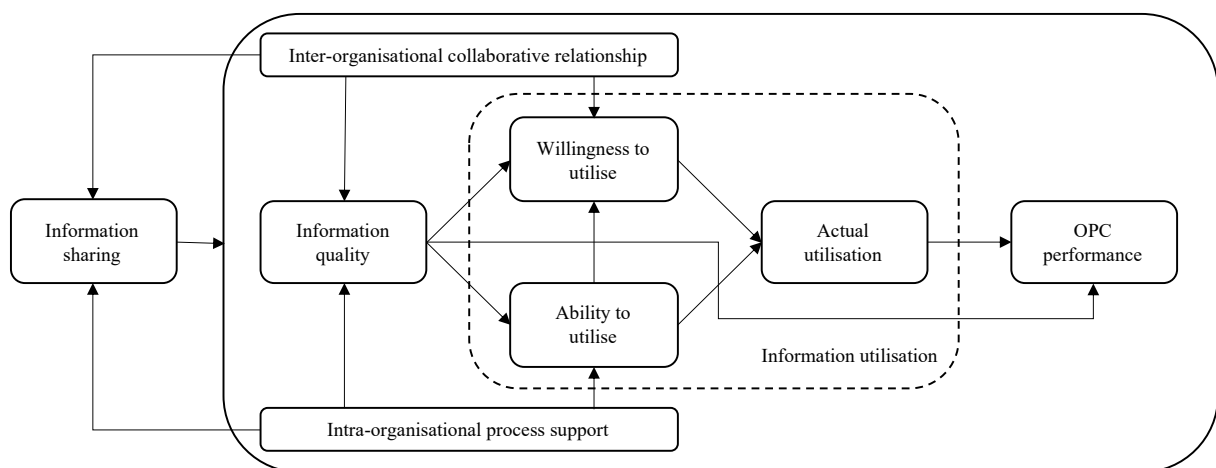 Inter-organisational collaborative relationship
Willingness to
utilise
Information
sharing
Information
quality
Actual
utilisation
OPC
performance
Ability to
utilise
Information utilisation
Intra-organisational process support